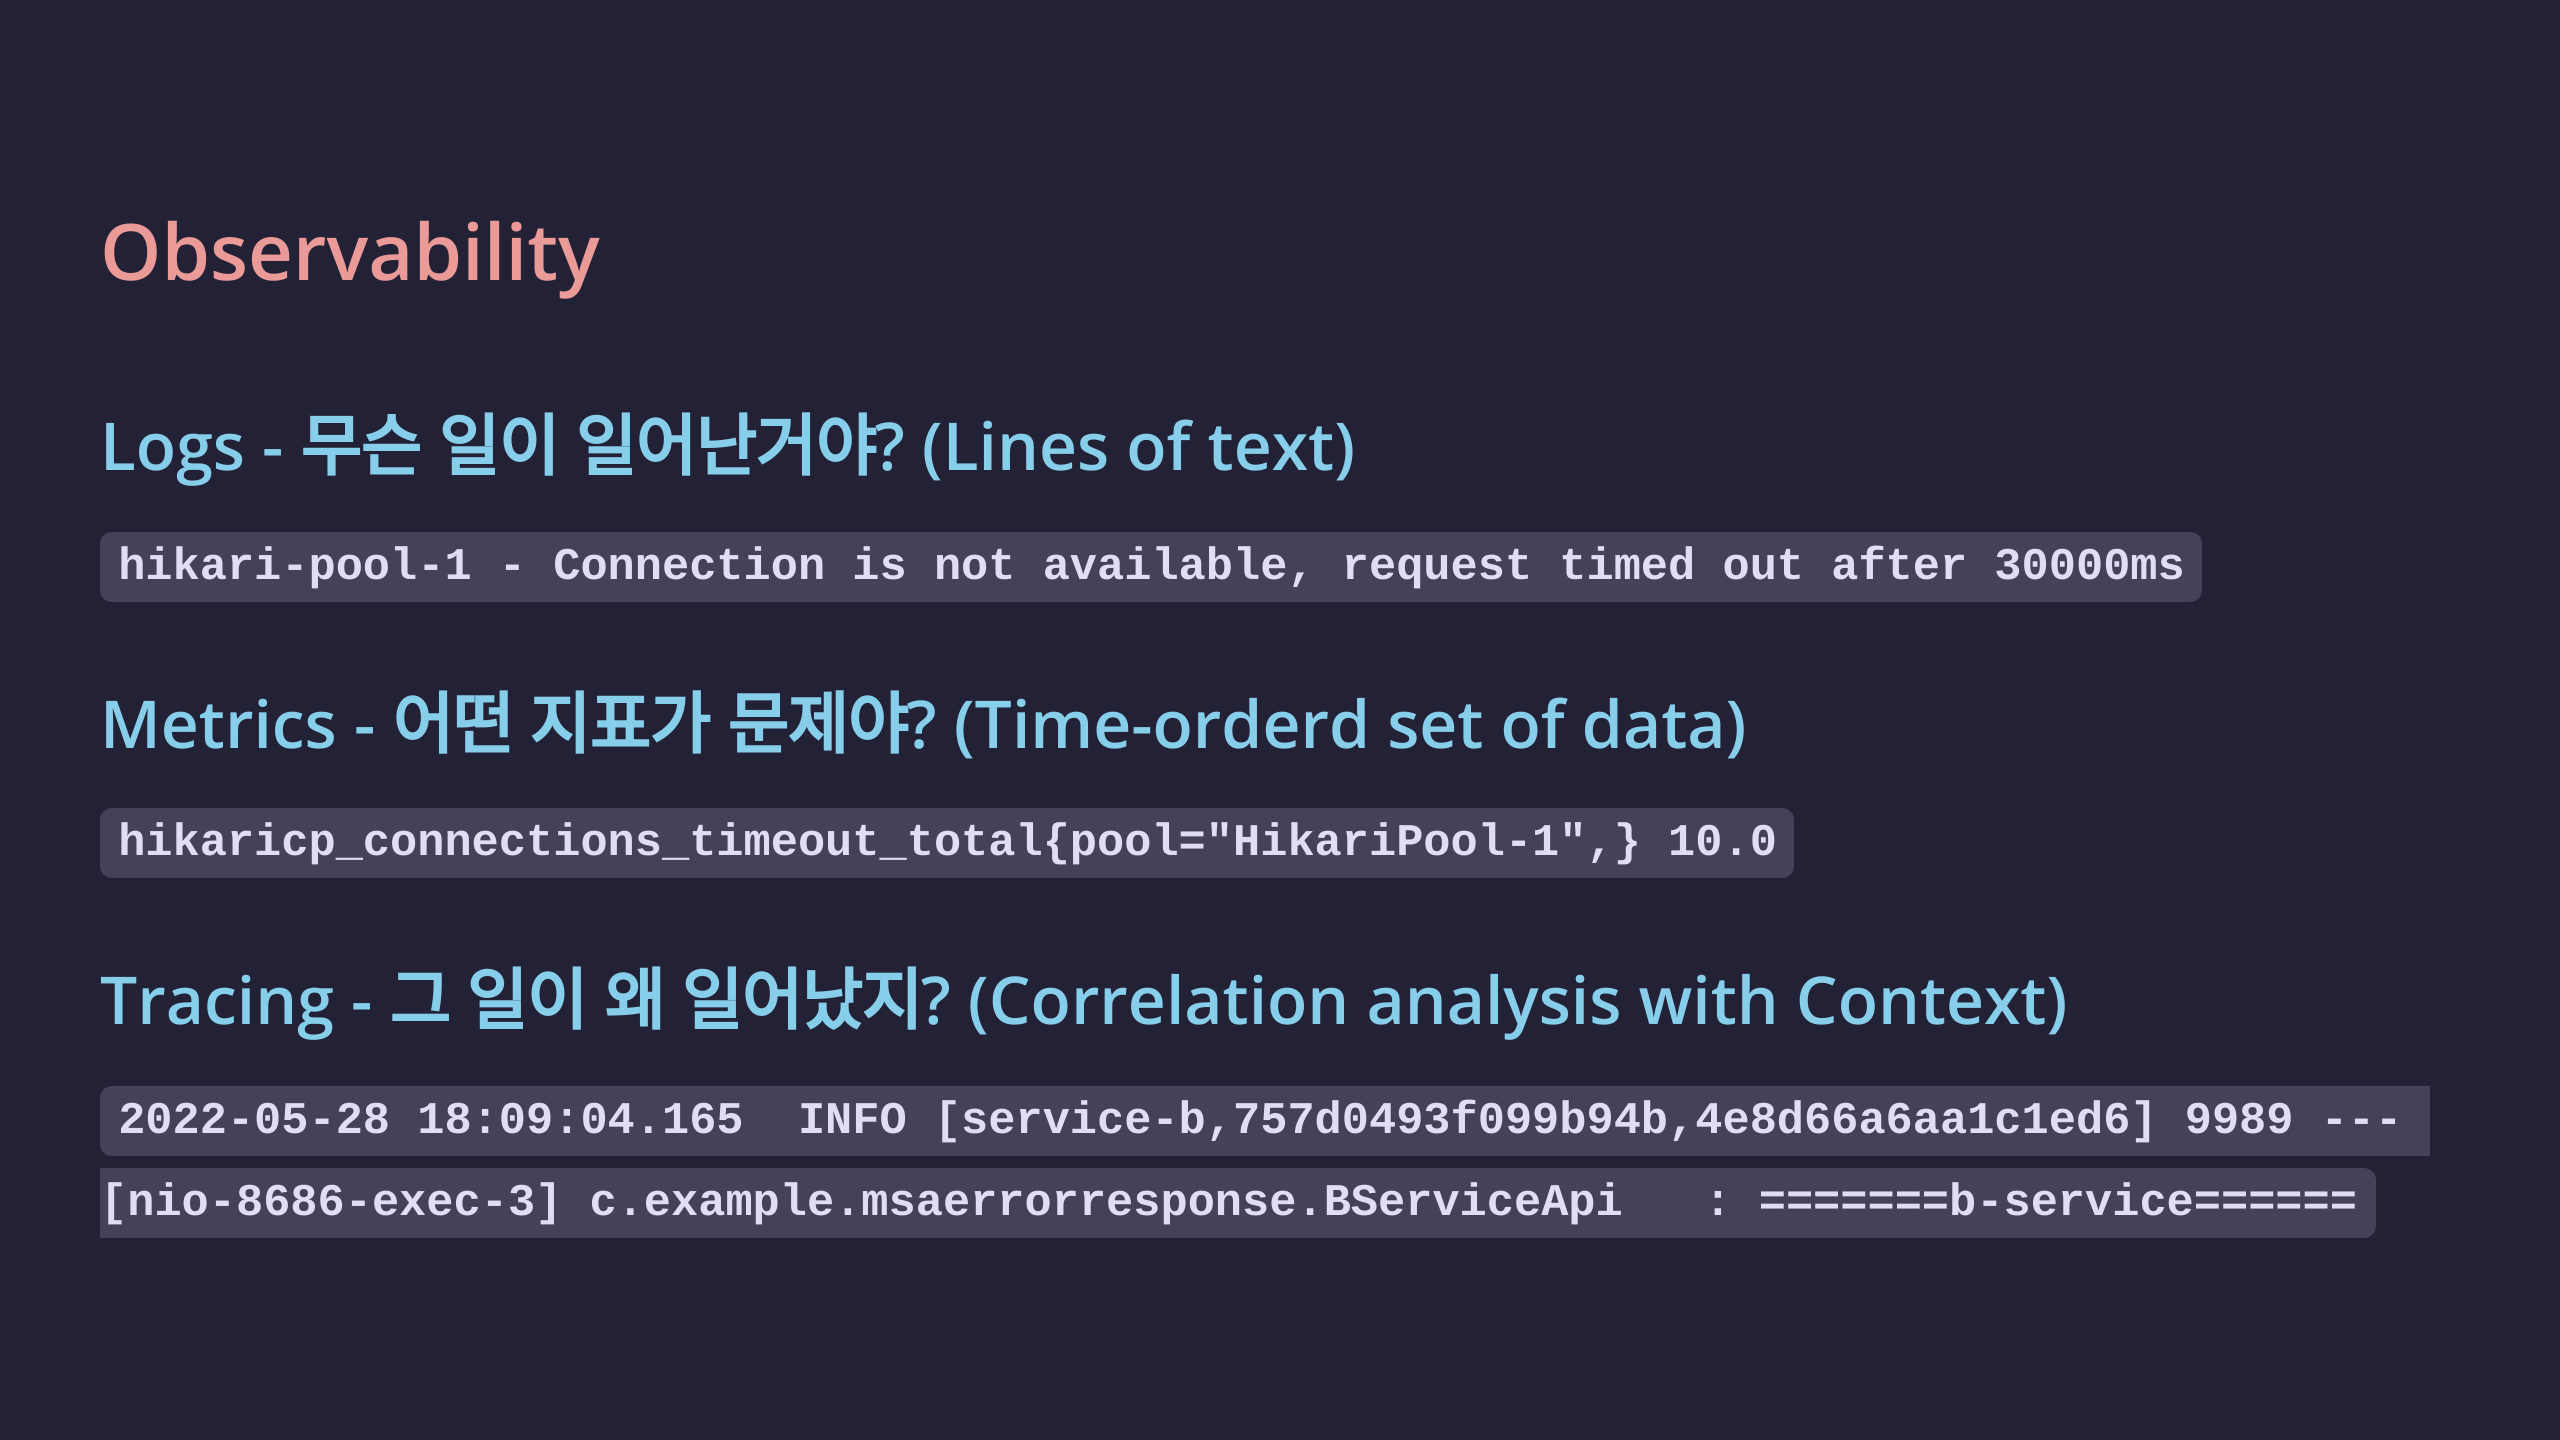 Observability
Logs - 무슨 일이 일어난거야? (Lines of text)
hikari-pool-1 - Connection is not available, request timed out after 30000ms
Metrics - 어떤 지표가 문제야? (Time-orderd set of data)
hikaricp_connections_timeout_total{pool="HikariPool-1",} 10.0
Tracing - 그 일이 왜 일어났지? (Correlation analysis with Context)
2022-05-28 18:09:04.165  INFO [service-b,757d0493f099b94b,4e8d66a6aa1c1ed6] 9989 ---
[nio-8686-exec-3] c.example.msaerrorresponse.BServiceApi   : =======b-service======